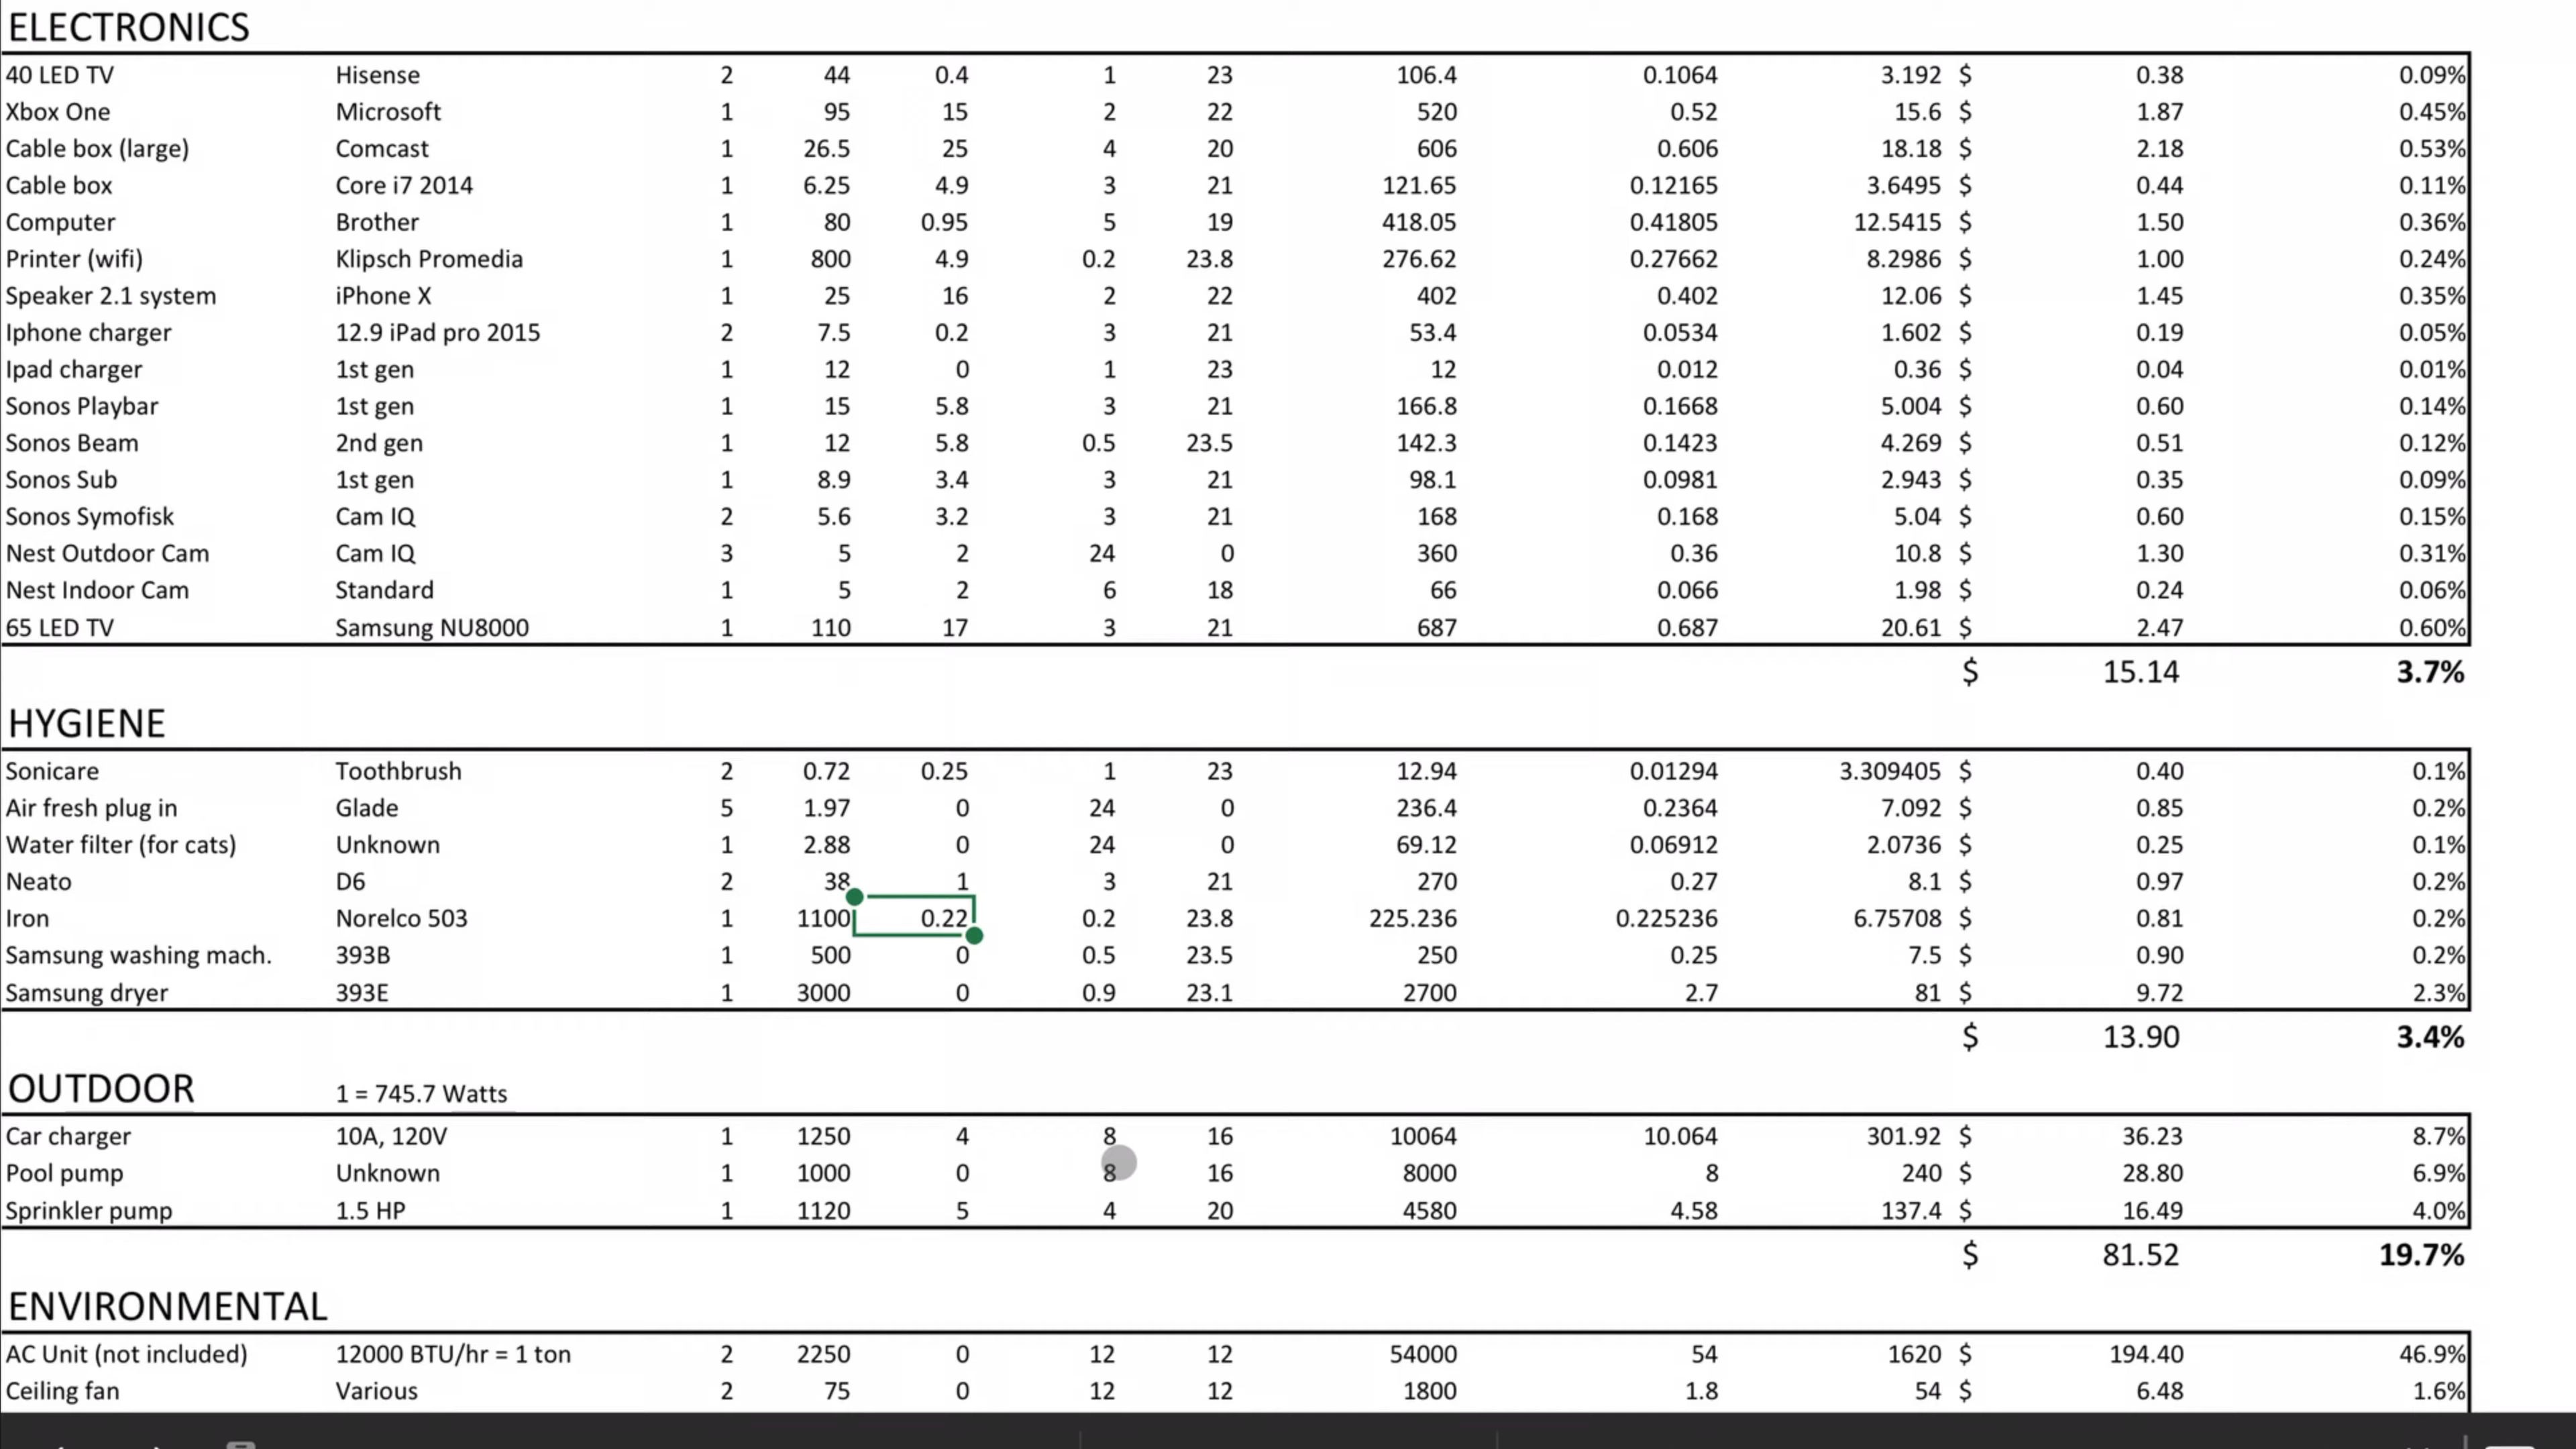 ELECTRONICS
40 LED TV Hisense 2 44 0.4 1 23 106.4 0.1064 3.192 $ 0.38 0.09%
Xbox One Microsoft 1 95 15 2 22 520 0.52 15.6 $ 1.87 0.45%
Cable box (large) Comcast 1 26.5 25 4 20 606 0.606 18.18 $ 2.18 0.53%
Cable box Core i7 2014 1 6.25 4.9 3 21 121.65 0.12165 3.6495 $ 0.44 0.11%
Computer Brother 1 80 0.95 5 19 418.05 0.41805 12.5415 $ 1.50 0.36%
Printer (wifi) Klipsch Promedia 1 800 4.9 0.2 23.8 276.62 0.27662 8.2986 $ 1.00 0.24%
Speaker 2.1 system iPhone X 1 25 16 2 22 402 0.402 12.06 $ 1.45 0.35%
Iphone charger 12.9 iPad pro 2015 2 7.5 0.2 3 21 53.4 0.0534 1.602 $ 0.19 0.05%
Ipad charger 1st gen 1 12 0 1 23 12 0.012 0.36 $ 0.04 0.01%
Sonos Playbar 1st gen 1 15 5.8 3 21 166.8 0.1668 5.004 $ 0.60 0.14%
Sonos Beam 2nd gen 1 12 5.8 0.5 23.5 142.3 0.1423 4.269 $ 0.51 0.12%
Sonos Sub 1st gen 1 8.9 3.4 3 21 98.1 0.0981 2.943 $ 0.35 0.09%
Sonos Symofisk Cam IQ 2 5.6 3.2 3 21 168 0.168 5.04 $ 0.60 0.15%
Nest Outdoor Cam Cam IQ 3 5 2 24 0 360 0.36 10.8 $ 1.30 0.31%
Nest Indoor Cam Standard 1 5 2 6 18 66 0.066 1.98 $ 0.24 0.06%
65 LED TV Samsung NU8000 1 110 17 3 21 687 0.687 20.61 $ 2.47 0.60%
$ 15.14 3.7%
HYGIENE
Sonicare Toothbrush 2 0.72 0.25 1 23 12.94 0.01294 3.309405 $ 0.40 0.1%
Air fresh plug in Glade 5 1.97 0 24 0 236.4 0.2364 7.092 $ 0.85 0.2%
Water filter (for cats) Unknown 1 2.88 0 24 0 69.12 0.06912 2.0736 $ 0.25 0.1%
Neato D6 2 38 1 3 21 270 0.27 8.1 $ 0.97 0.2%
Iron Norelco 503 1 1100 0.22 0.2 23.8 225.236 0.225236 6.75708 $ 0.81 0.2%
Samsung washing mach. 393B 1 500 0 0.5 23.5 250 0.25 7.5 $ 0.90 0.2%
Samsung dryer 393E 1 3000 0 0.9 23.1 2700 2.7 81 $ 9.72 2.3%
$ 13.90 3.4%
OUTDOOR 1 = 745.7 Watts
Car charger 10A, 120V 1 1250 4 8 16 10064 10.064 301.92 $ 36.23 8.7%
Pool pump Unknown 1 1000 0 8 16 8000 8 240 $ 28.80 6.9%
Sprinkler pump 1.5 HP 1 1120 5 4 20 4580 4.58 137.4 $ 16.49 4.0%
$ 81.52 19.7%
ENVIRONMENTAL
AC Unit (not included) 12000 BTU/hr = 1 ton 2 2250 0 12 12 54000 54 1620 $ 194.40 46.9%
Ceiling fan Various 2 75 0 12 12 1800 1.8 54 $ 6.48 1.6%